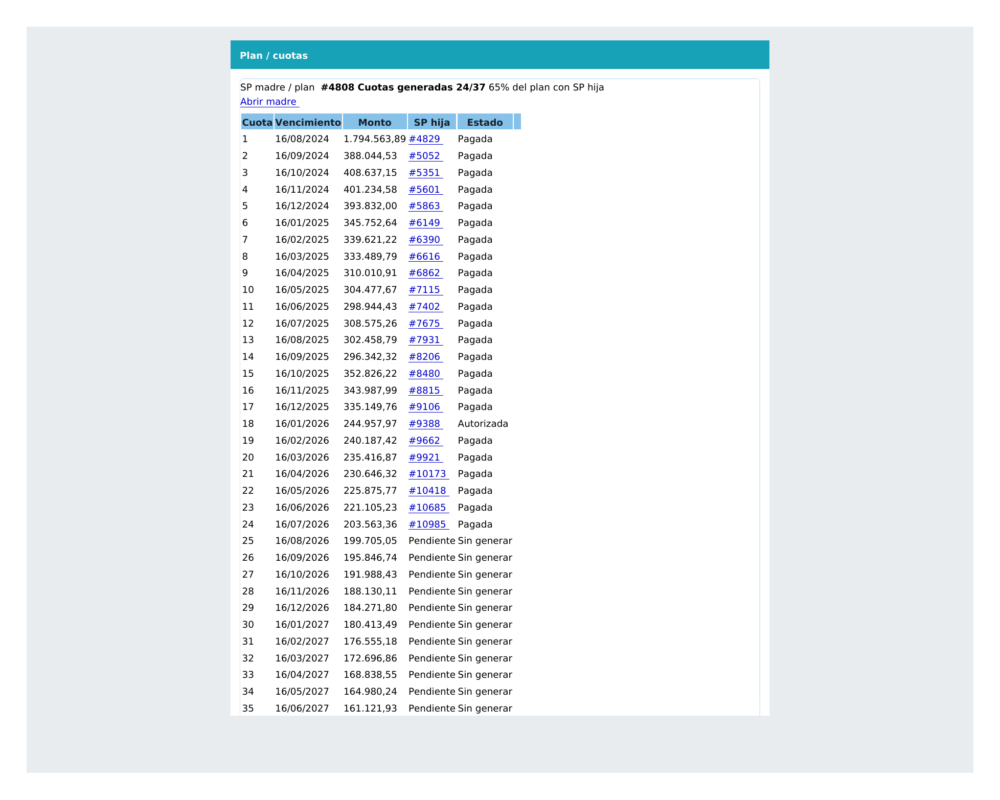 Plan / cuotas
SP madre / plan #4808 Cuotas generadas 24/37 65% del plan con SP hija
Abrir madre
Cuota Vencimiento Monto SP hija Estado
1 16/08/2024 1.794.563,89 #4829 Pagada
2 16/09/2024 388.044,53 #5052 Pagada
3 16/10/2024 408.637,15 #5351 Pagada
4 16/11/2024 401.234,58 #5601 Pagada
5 16/12/2024 393.832,00 #5863 Pagada
6 16/01/2025 345.752,64 #6149 Pagada
7 16/02/2025 339.621,22 #6390 Pagada
8 16/03/2025 333.489,79 #6616 Pagada
9 16/04/2025 310.010,91 #6862 Pagada
10 16/05/2025 304.477,67 #7115 Pagada
11 16/06/2025 298.944,43 #7402 Pagada
12 16/07/2025 308.575,26 #7675 Pagada
13 16/08/2025 302.458,79 #7931 Pagada
14 16/09/2025 296.342,32 #8206 Pagada
15 16/10/2025 352.826,22 #8480 Pagada
16 16/11/2025 343.987,99 #8815 Pagada
17 16/12/2025 335.149,76 #9106 Pagada
18 16/01/2026 244.957,97 #9388 Autorizada
19 16/02/2026 240.187,42 #9662 Pagada
20 16/03/2026 235.416,87 #9921 Pagada
21 16/04/2026 230.646,32 #10173 Pagada
22 16/05/2026 225.875,77 #10418 Pagada
23 16/06/2026 221.105,23 #10685 Pagada
24 16/07/2026 203.563,36 #10985 Pagada
25 16/08/2026 199.705,05 Pendiente Sin generar
26 16/09/2026 195.846,74 Pendiente Sin generar
27 16/10/2026 191.988,43 Pendiente Sin generar
28 16/11/2026 188.130,11 Pendiente Sin generar
29 16/12/2026 184.271,80 Pendiente Sin generar
30 16/01/2027 180.413,49 Pendiente Sin generar
31 16/02/2027 176.555,18 Pendiente Sin generar
32 16/03/2027 172.696,86 Pendiente Sin generar
33 16/04/2027 168.838,55 Pendiente Sin generar
34 16/05/2027 164.980,24 Pendiente Sin generar
35 16/06/2027 161.121,93 Pendiente Sin generar